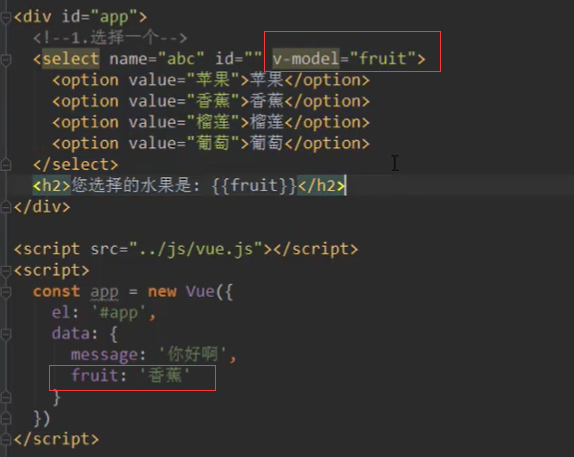 <div id="app">
<!--1.选择一个-->
<select name="abc" id="" v-model="fruit">
<option value="苹果">苹果</option>
<option value="香蕉">香蕉</option>
<option value="榴莲">榴莲</option>
<option value="葡萄">葡萄</option>
</select>
<h2>您选择的水果是: {{fruit}}</h2>
</div>
<script src="../js/vue.js"></script>
<script>
const app = new Vue({
el: '#app',
data: {
message: '你好啊',
fruit: '香蕉'
}
})
</script>